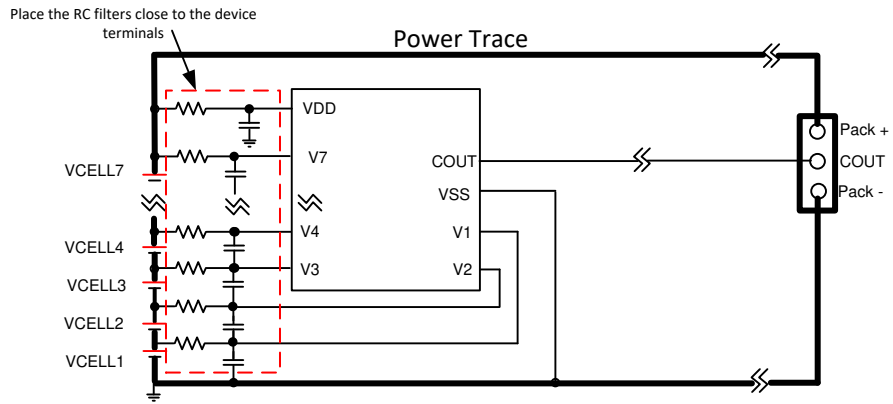 Place the RC filters close to the device
terminals
Power Trace
VDD
Pack +
V7
COUT
COUT
VCELL7
VSS
Pack -
V4
V1
VCELL4
V3
V2
VCELL3
VCELL2
VCELL1